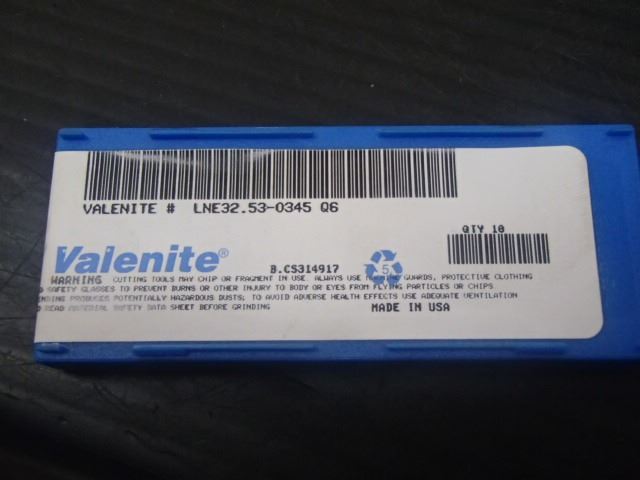 VALENITE # LNE32.53-0345 Q6
QTY 10
Valenite®
B.CS314917
5
WARNING CUTTING TOOLS MAY CHIP OR FRAGMENT IN USE. ALWAYS USE MACHINE GUARDS, PROTECTIVE CLOTHING
SAFETY GLASSES TO PREVENT BURNS OR OTHER INJURY TO BODY OR EYES FROM FLYING PARTICLES OR CHIPS
NDING PRODUCES POTENTIALLY HAZARDOUS DUSTS; TO AVOID ADVERSE HEALTH EFFECTS USE ADEQUATE VENTILATION
READ MATERIAL SAFETY DATA SHEET BEFORE GRINDING
MADE IN USA